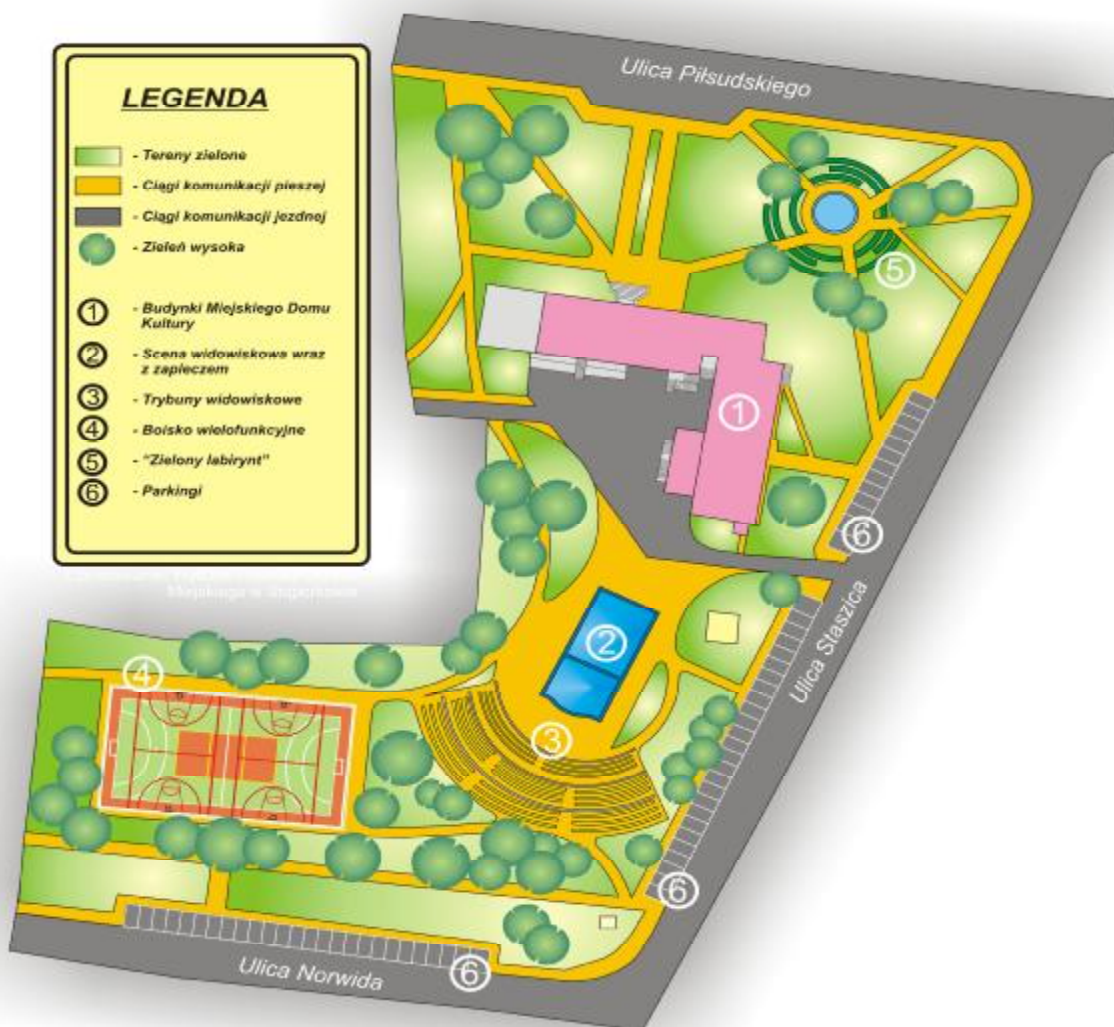 LEGENDA
- Tereny zielone
- Ciągi komunikacji pieszej
- Ciągi komunikacji jezdnej
- Zieleń wysoka
1 - Budynki Miejskiego Domu
Kultury
2 - Scena widowiskowa wraz
z zapleczem
3 - Trybuny widowiskowe
4 - Boisko wielofunkcyjne
5 - "Zielony labirynt"
6 - Parkingi
Ulica Piłsudskiego
5
1
6
Ulica Staszica
2
4
3
6
6
Ulica Norwida